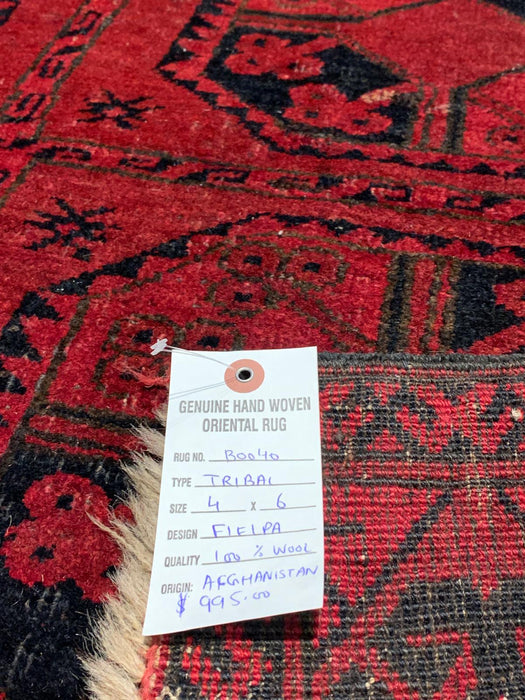 GENUINE HAND WOVEN
ORIENTAL RUG
RUG NO. B0040
TYPE TRIBAL
SIZE 4 x 6
DESIGN FIELPA
QUALITY 100 % WOOL
ORIGIN: AFGHANISTAN
$ 995.00